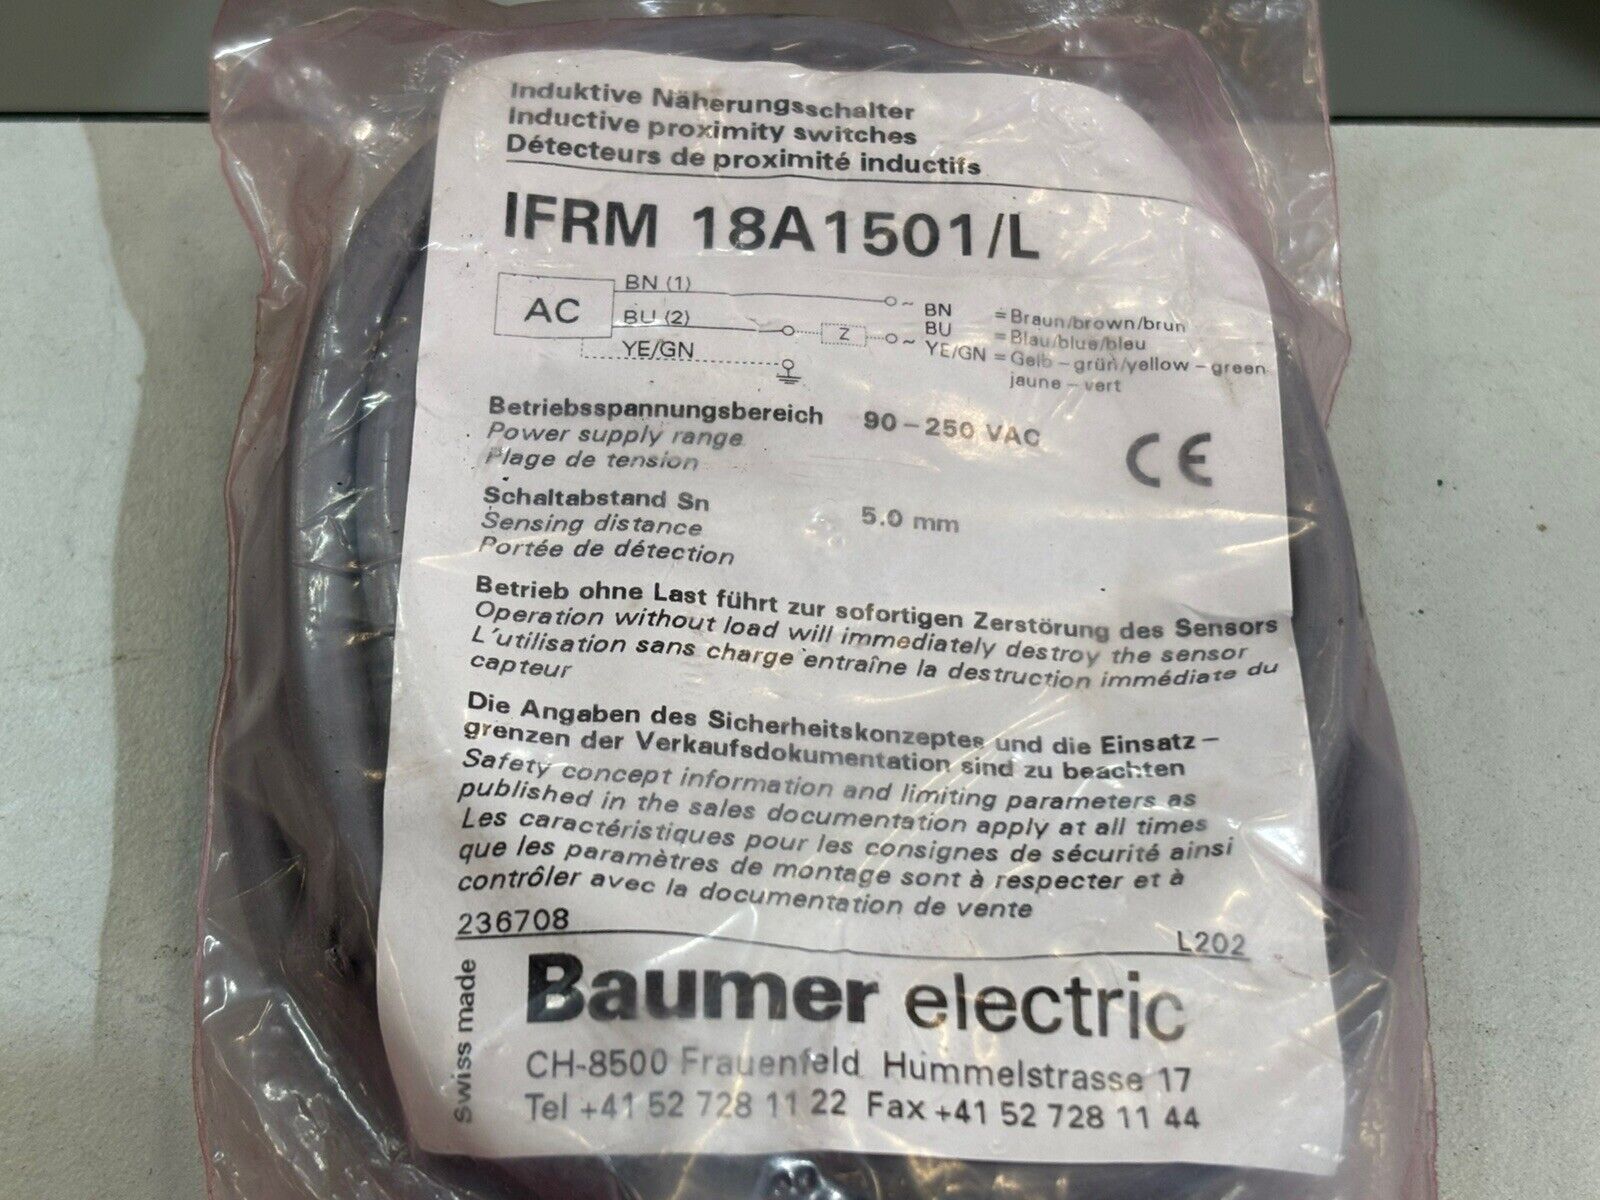 Induktive Näherungsschalter
Inductive proximity switches
Détecteurs de proximité inductifs
IFRM 18A1501/L
AC
BN (1)
BU (2)
YE/GN
Z
~
~
BN = Braun/brown/brun
BU = Blau/blue/bleu
YE/GN = Gelb-grün/yellow-green
jaune-vert
Betriebsspannungsbereich 90-250 VAC
Power supply range
Plage de tension
CE
Schaltabstand Sn 5.0 mm
Sensing distance
Portée de détection
Betrieb ohne Last führt zur sofortigen Zerstörung des Sensors
Operation without load will immediately destroy the sensor
L'utilisation sans charge entraîne la destruction immédiate du
capteur
Die Angaben des Sicherheitskonzeptes und die Einsatz-
grenzen der Verkaufsdokumentation sind zu beachten
Safety concept information and limiting parameters as
published in the sales documentation apply at all times
Les caractéristiques pour les consignes de sécurité ainsi
que les paramètres de montage sont à respecter et à
contrôler avec la documentation de vente
236708 L202
Swiss made
Baumer electric
CH-8500 Frauenfeld Hummelstrasse 17
Tel +41 52 728 11 22 Fax +41 52 728 11 44